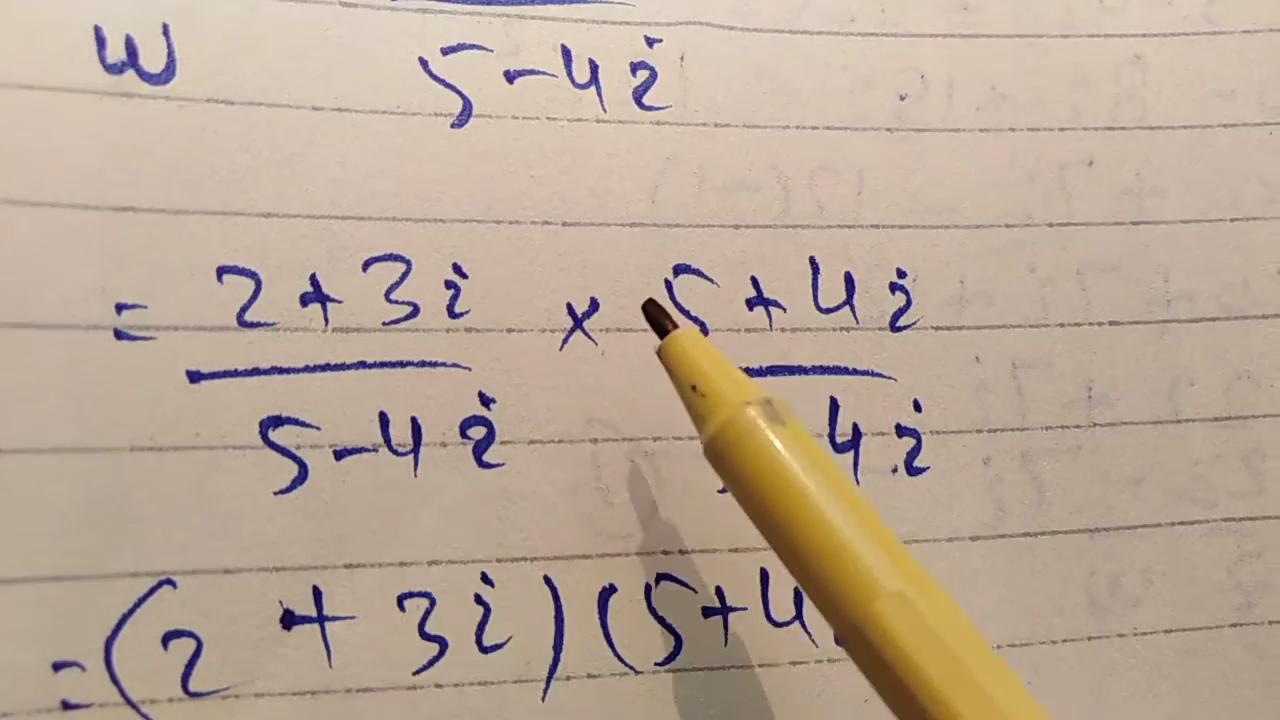 w 5-4i
= 2+3i × 5+4i
5-4i 4i
=(2 + 3i)(5+4